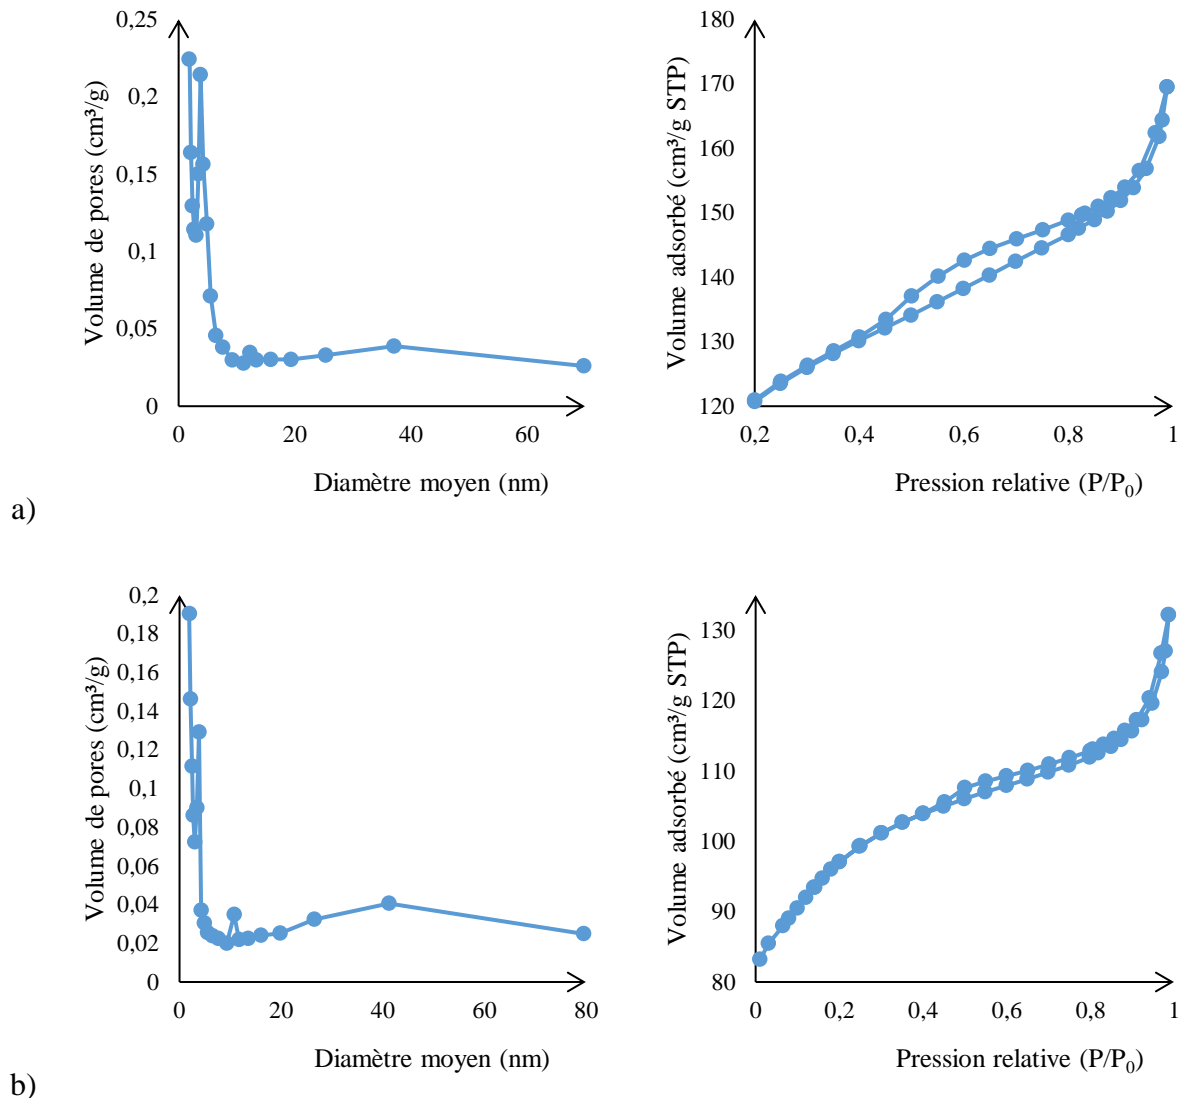 0,25
0,2
0,15
0,1
0,05
0
0 20 40 60
Volume de pores (cm³/g)
Diamètre moyen (nm)
180
170
160
150
140
130
120
0,2 0,4 0,6 0,8 1
Volume adsorbé (cm³/g STP)
Pression relative (P/P₀)
a)
0,2
0,18
0,16
0,14
0,12
0,1
0,08
0,06
0,04
0,02
0
0 20 40 60 80
Volume de pores (cm³/g)
Diamètre moyen (nm)
130
120
110
100
90
80
0 0,2 0,4 0,6 0,8 1
Volume adsorbé (cm³/g STP)
Pression relative (P/P₀)
b)